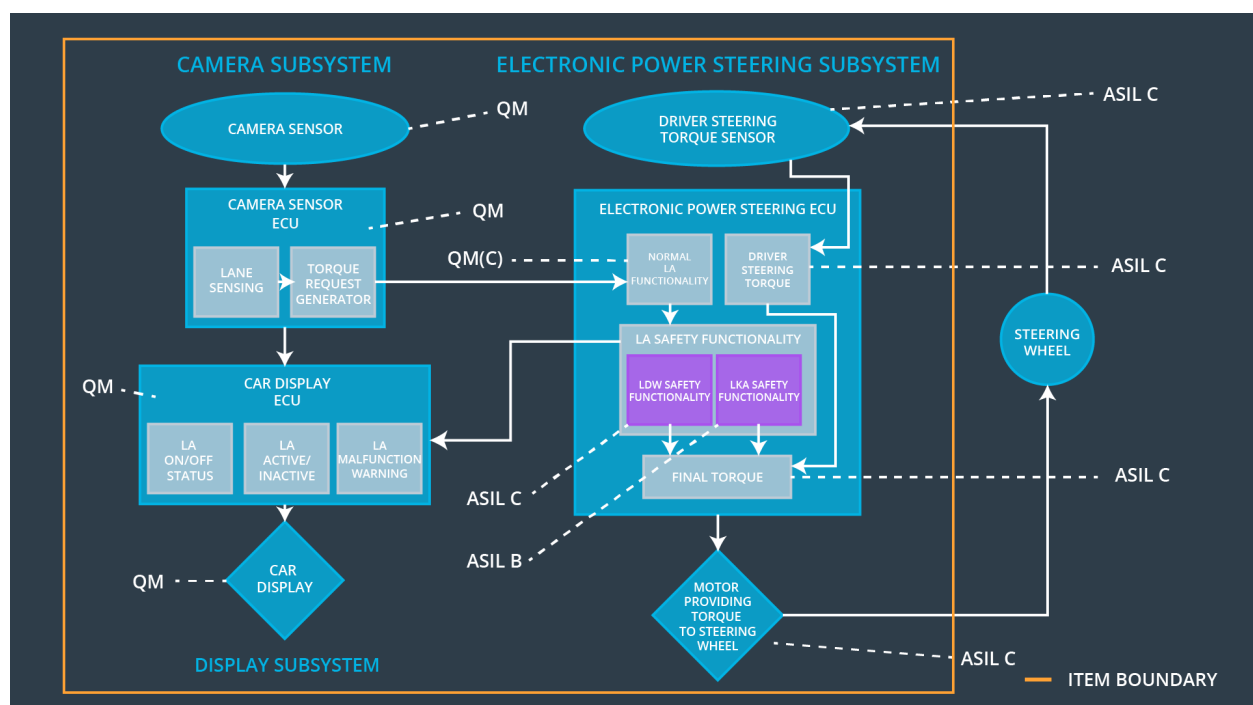 CAMERA SUBSYSTEM
ELECTRONIC POWER STEERING SUBSYSTEM
CAMERA SENSOR
QM
DRIVER STEERING
TORQUE SENSOR
ASIL C
CAMERA SENSOR
ECU
QM
LANE
SENSING
TORQUE
REQUEST
GENERATOR
QM(C)
ELECTRONIC POWER STEERING ECU
NORMAL
LA
FUNCTIONALITY
DRIVER
STEERING
TORQUE
ASIL C
STEERING
WHEEL
LA SAFETY FUNCTIONALITY
LDW SAFETY
FUNCTIONALITY
LKA SAFETY
FUNCTIONALITY
QM
CAR DISPLAY
ECU
LA
ON/OFF
STATUS
LA
ACTIVE/
INACTIVE
LA
MALFUNCTION
WARNING
FINAL TORQUE
ASIL C
ASIL C
ASIL B
QM
CAR
DISPLAY
MOTOR
PROVIDING
TORQUE
TO STEERING
WHEEL
ASIL C
DISPLAY SUBSYSTEM
ITEM BOUNDARY